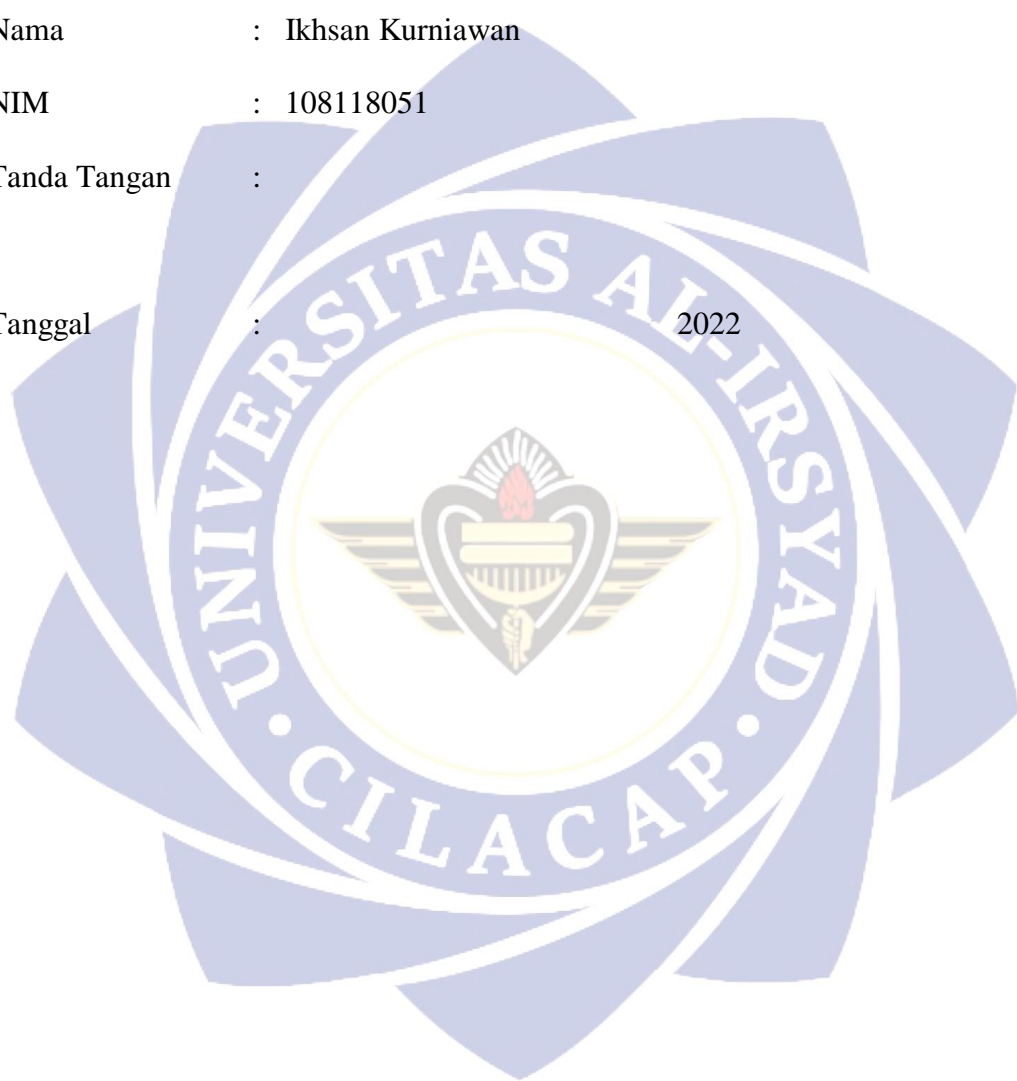 Nama : Ikhsan Kurniawan
NIM : 108118051
Tanda Tangan :
Tanggal : 2022
UNIVERSITAS AL-IRSYAD
• CILACAP •